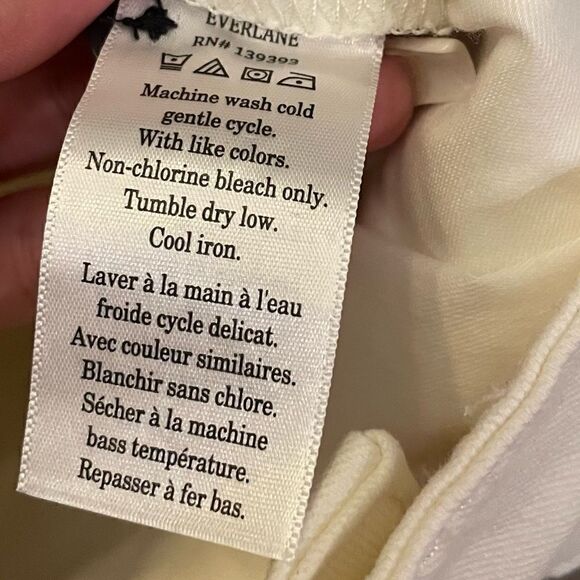 EVERLANE
RN# 139393
Machine wash cold
gentle cycle.
With like colors.
Non-chlorine bleach only.
Tumble dry low.
Cool iron.
Laver à la main à l'eau
froide cycle delicat.
Avec couleur similaires.
Blanchir sans chlore.
Sécher à la machine
bass température.
Repasser à fer bas.